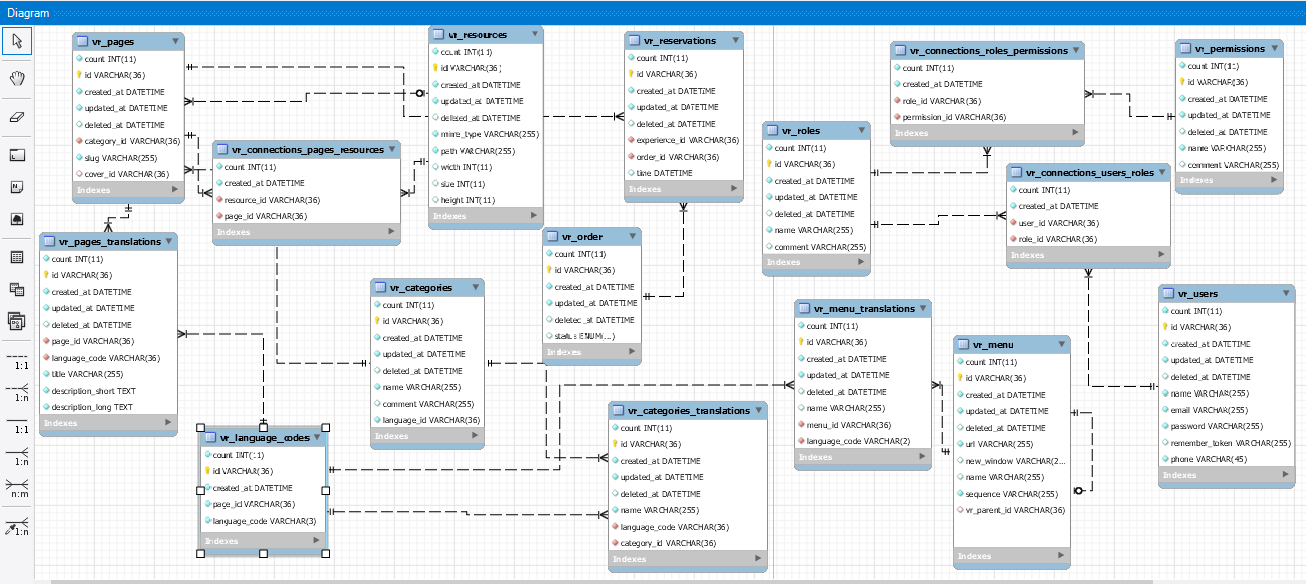 Diagram
vr_pages
count INT(11)
id VARCHAR(36)
created_at DATETIME
updated_at DATETIME
deleted_at DATETIME
category_id VARCHAR(36)
slug VARCHAR(255)
cover_id VARCHAR(36)
Indexes
vr_resources
count INT(11)
id VARCHAR(36)
created_at DATETIME
updated_at DATETIME
deleted_at DATETIME
mime_type VARCHAR(255)
path VARCHAR(255)
width INT(11)
size INT(11)
height INT(11)
Indexes
vr_reservations
count INT(11)
id VARCHAR(36)
created_at DATETIME
updated_at DATETIME
deleted_at DATETIME
experience_id VARCHAR(36)
order_id VARCHAR(36)
time DATETIME
Indexes
vr_connections_roles_permissions
count INT(11)
created_at DATETIME
role_id VARCHAR(36)
permission_id VARCHAR(36)
Indexes
vr_permissions
count INT(11)
id VARCHAR(36)
created_at DATETIME
updated_at DATETIME
deleted_at DATETIME
name VARCHAR(255)
comment VARCHAR(255)
Indexes
vr_connections_pages_resources
count INT(11)
created_at DATETIME
resource_id VARCHAR(36)
page_id VARCHAR(36)
Indexes
vr_roles
count INT(11)
id VARCHAR(36)
created_at DATETIME
updated_at DATETIME
deleted_at DATETIME
name VARCHAR(255)
comment VARCHAR(255)
Indexes
vr_connections_users_roles
count INT(11)
created_at DATETIME
user_id VARCHAR(36)
role_id VARCHAR(36)
Indexes
vr_pages_translations
count INT(11)
id VARCHAR(36)
created_at DATETIME
updated_at DATETIME
deleted_at DATETIME
page_id VARCHAR(36)
language_code VARCHAR(36)
title VARCHAR(255)
description_short TEXT
description_long TEXT
Indexes
vr_order
count INT(11)
id VARCHAR(36)
created_at DATETIME
updated_at DATETIME
deleted_at DATETIME
status ENUM(...)
Indexes
vr_categories
count INT(11)
id VARCHAR(36)
created_at DATETIME
updated_at DATETIME
deleted_at DATETIME
name VARCHAR(255)
comment VARCHAR(255)
language_id VARCHAR(36)
Indexes
vr_menu_translations
count INT(11)
id VARCHAR(36)
created_at DATETIME
updated_at DATETIME
deleted_at DATETIME
name VARCHAR(255)
menu_id VARCHAR(36)
language_code VARCHAR(2)
Indexes
vr_menu
count INT(11)
id VARCHAR(36)
created_at DATETIME
updated_at DATETIME
deleted_at DATETIME
url VARCHAR(255)
new_window VARCHAR(2...
name VARCHAR(255)
sequence VARCHAR(255)
vr_parent_id VARCHAR(36)
Indexes
vr_users
count INT(11)
id VARCHAR(36)
created_at DATETIME
updated_at DATETIME
deleted_at DATETIME
name VARCHAR(255)
email VARCHAR(255)
password VARCHAR(255)
remember_token VARCHAR(255)
phone VARCHAR(45)
Indexes
vr_language_codes
count INT(11)
id VARCHAR(36)
created_at DATETIME
page_id VARCHAR(36)
language_code VARCHAR(3)
Indexes
vr_categories_translations
count INT(11)
id VARCHAR(36)
created_at DATETIME
updated_at DATETIME
deleted_at DATETIME
name VARCHAR(255)
language_code VARCHAR(36)
category_id VARCHAR(36)
Indexes
1:1
1:n
1:1
1:n
n:m
1:n